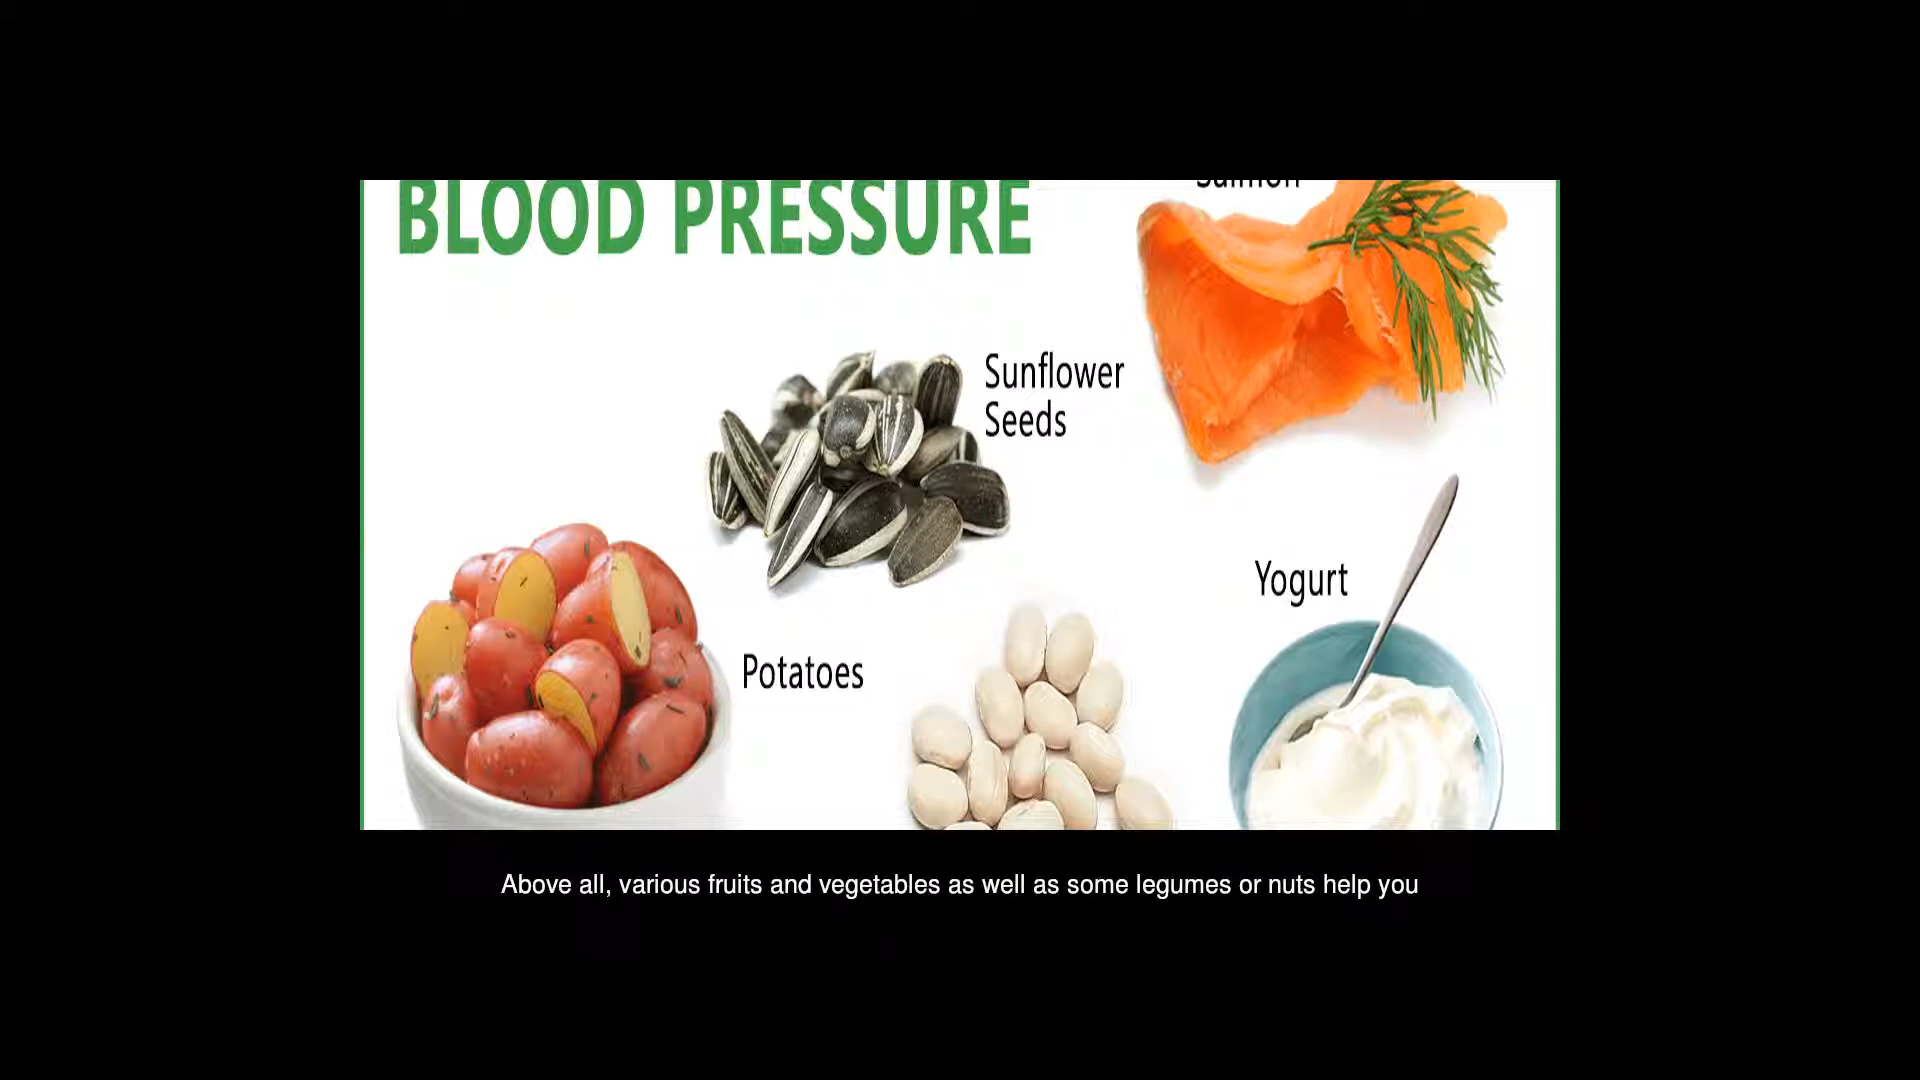 BLOOD PRESSURE
Salmon
Sunflower
Seeds
Yogurt
Potatoes
Above all, various fruits and vegetables as well as some legumes or nuts help you